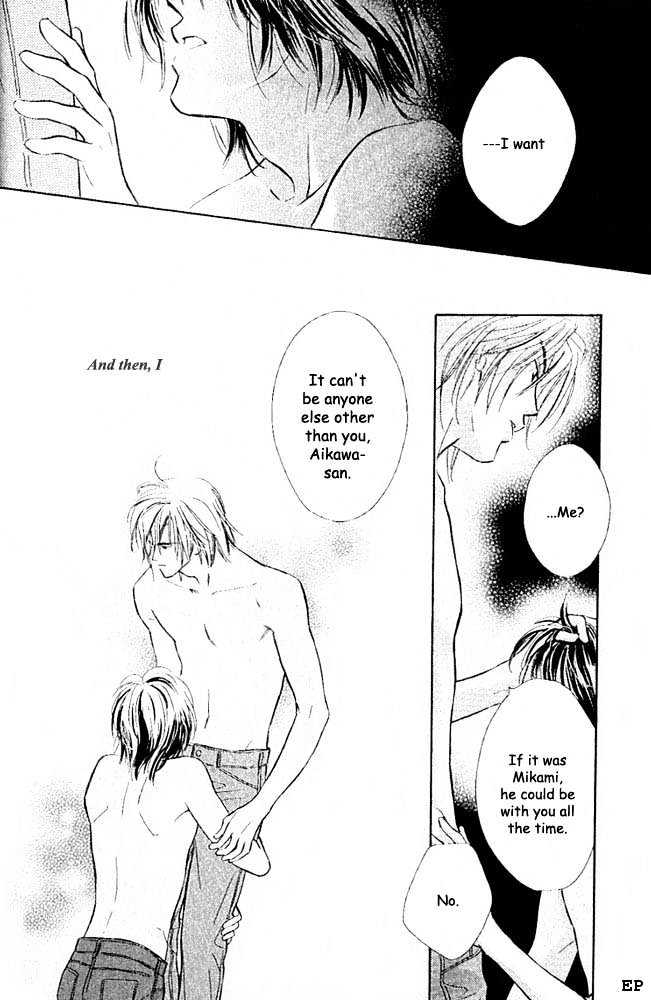 ---I want
...Me?
If it was
Mikami,
he could be
with you all
the time.
No.
It can't
be anyone
else other
than you,
Aikawa-
san.
And then, I
EP